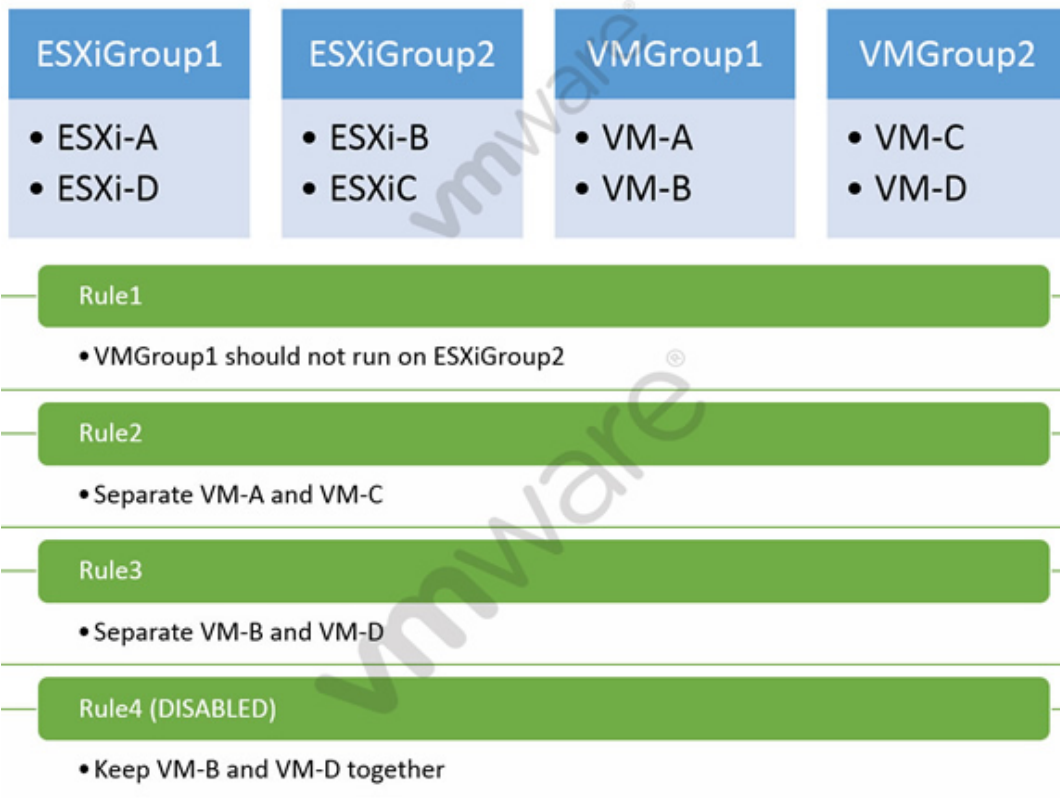 ESXiGroup1
• ESXi-A
• ESXi-D
ESXiGroup2
• ESXi-B
• ESXiC
VMGroup1
• VM-A
• VM-B
VMGroup2
• VM-C
• VM-D
vmware®
Rule1
• VMGroup1 should not run on ESXiGroup2
Rule2
• Separate VM-A and VM-C
Rule3
• Separate VM-B and VM-D
Rule4 (DISABLED)
• Keep VM-B and VM-D together
vmware®